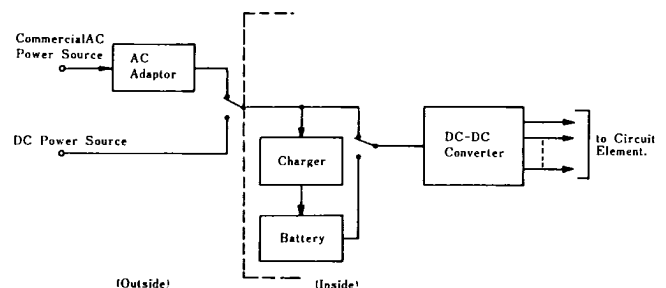 CommercialAC
Power Source
AC
Adaptor
DC Power Source
Charger
Battery
DC-DC
Converter
to Circuit
Element.
(Outside)
(Inside)